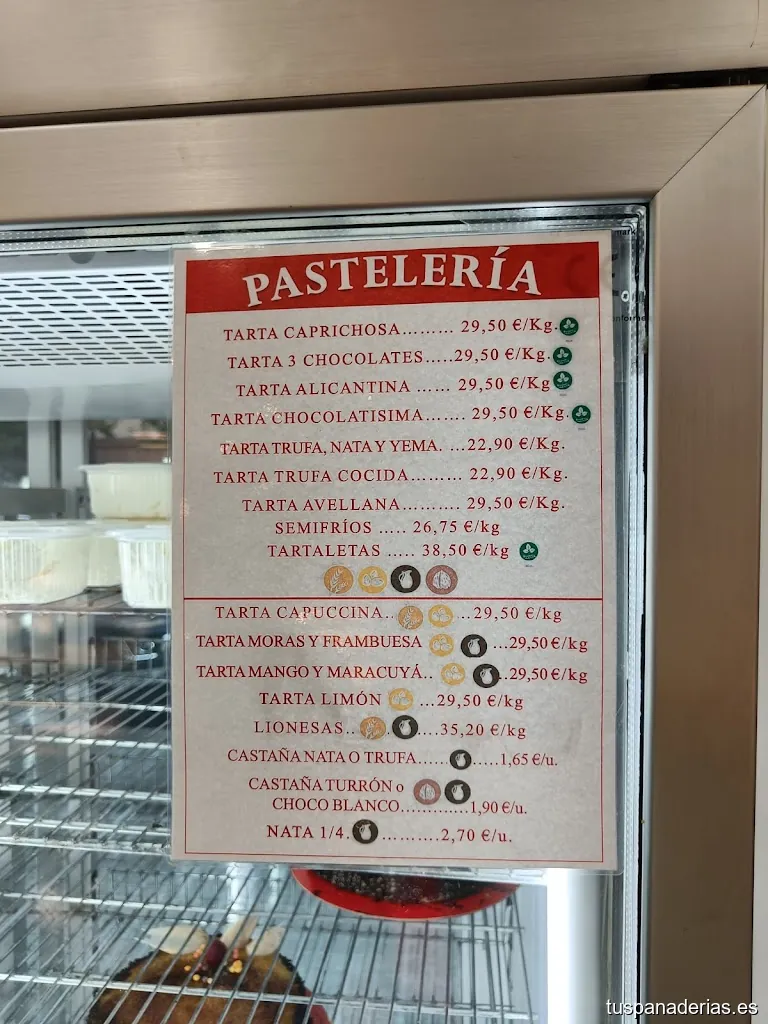 PASTELERÍA
TARTA CAPRICHOSA......... 29,50 €/Kg.
TARTA 3 CHOCOLATES.....29,50 €/Kg.
TARTA ALICANTINA ...... 29,50 €/Kg
TARTA CHOCOLATISIMA....... 29,50 €/Kg.
TARTA TRUFA, NATA Y YEMA. ...22,90 €/Kg.
TARTA TRUFA COCIDA......... 22,90 €/Kg.
TARTA AVELLANA.......... 29,50 €/Kg.
SEMIFRÍOS ..... 26,75 €/kg
TARTALETAS ..... 38,50 €/kg
TARTA CAPUCCINA.. ...29,50 €/kg
TARTA MORAS Y FRAMBUESA ...29,50 €/kg
TARTA MANGO Y MARACUYÁ.. ..29,50 €/kg
TARTA LIMÓN ...29,50 €/kg
LIONESAS.. ....35,20 €/kg
CASTAÑA NATA O TRUFA...... .....1,65 €/u.
CASTAÑA TURRÓN o
CHOCO BLANCO............1,90 €/u.
NATA 1/4. ..........2,70 €/u.
tuspanaderias.es